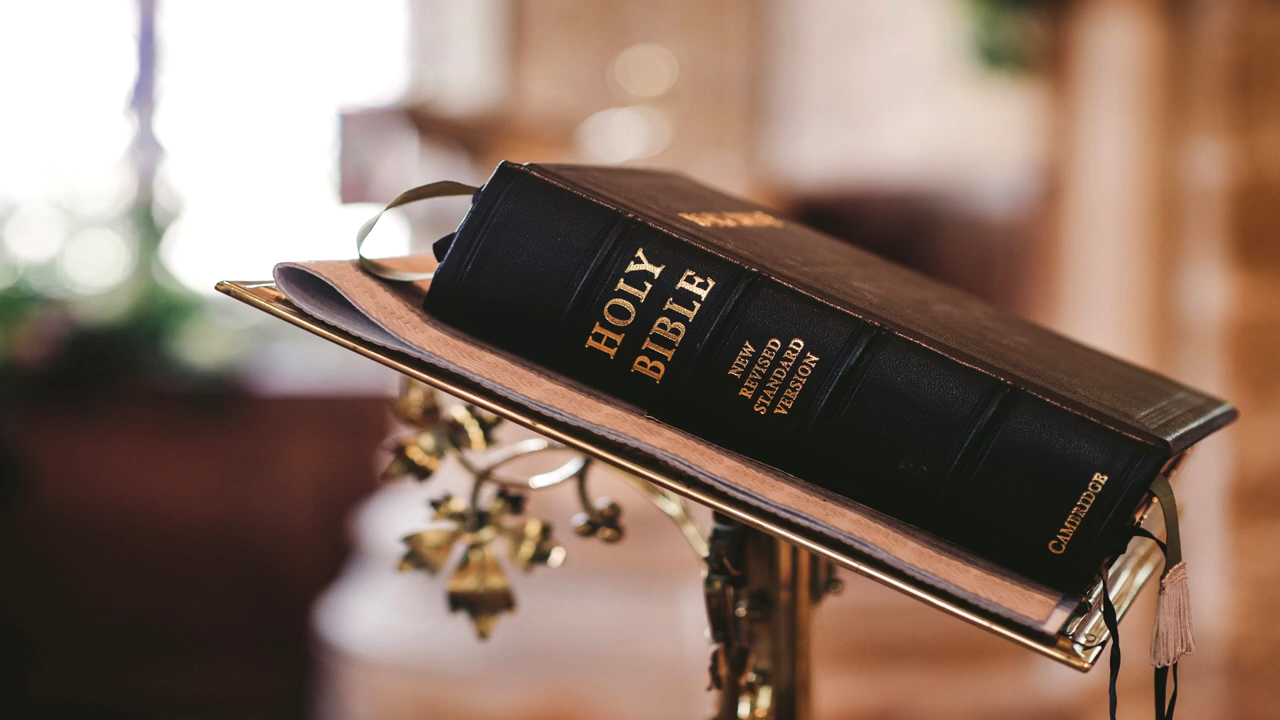 HOLY
BIBLE
NEW
REVISED
STANDARD
VERSION
CAMBRIDGE